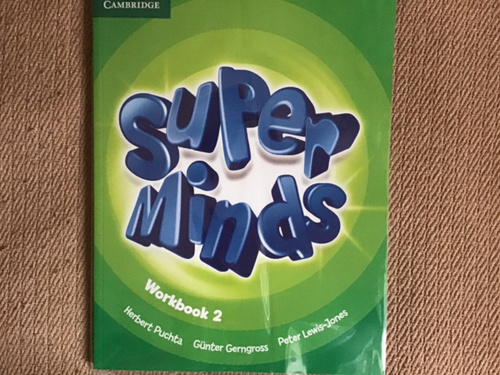 CAMBRIDGE
Super
Minds
Workbook 2
Herbert Puchta Günter Gerngross Peter Lewis-Jones